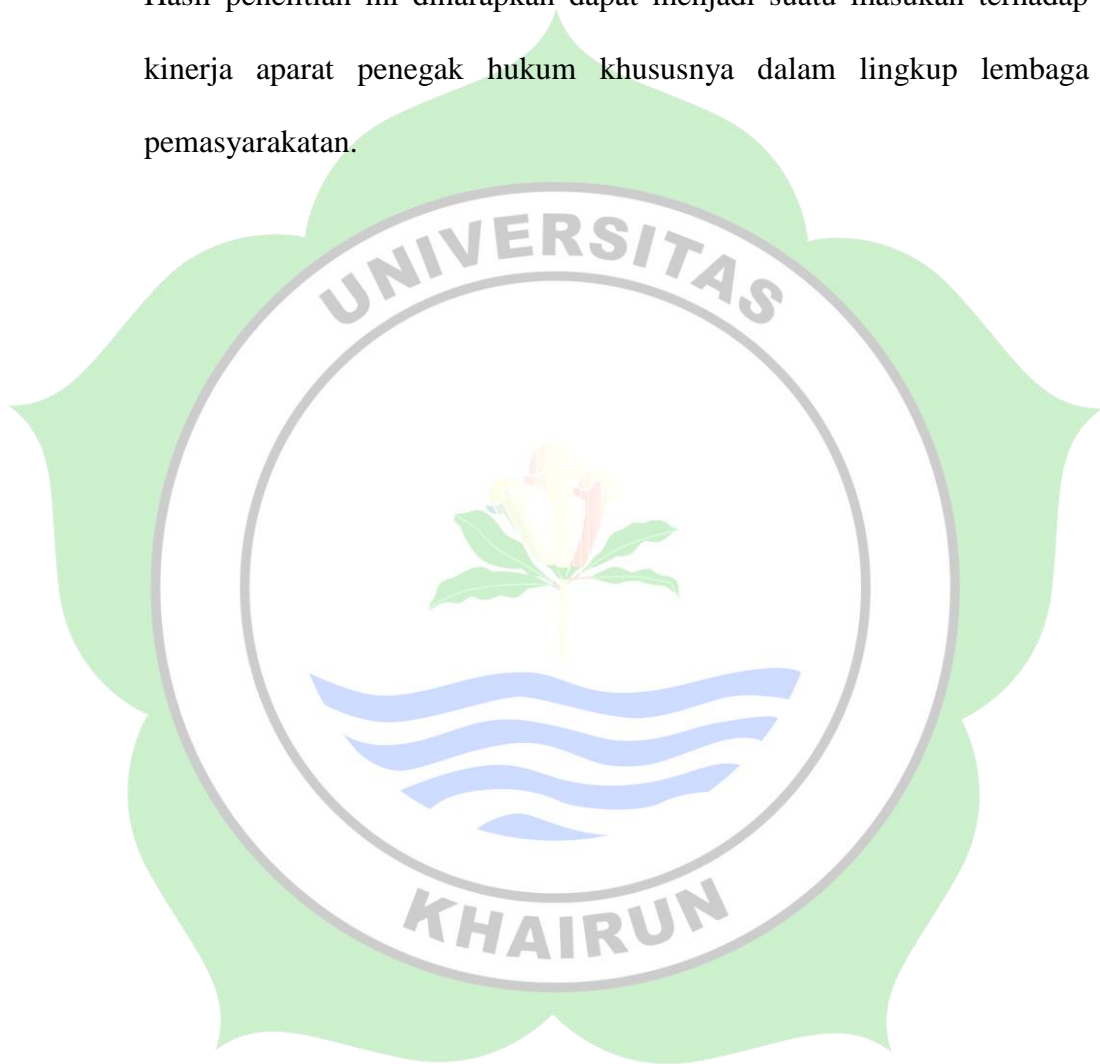 Hasil penelitian ini diharapkan dapat menjadi suatu masukan terhadap
kinerja aparat penegak hukum khususnya dalam lingkup lembaga
pemasyarakatan.
UNIVERSITAS
KHAIRUN